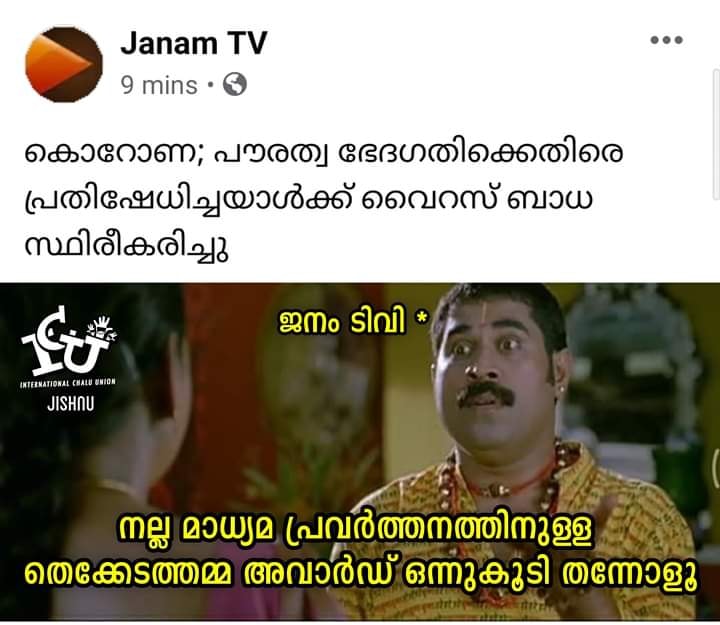 Janam TV
9 mins •
കൊറോണ; പൗരത്വ ഭേദഗതിക്കെതിരെ
പ്രതിഷേധിച്ചയാൾക്ക് വൈറസ് ബാധ
സ്ഥിരീകരിച്ചു
ജനം ടിവി *
ICU
INTERNATIONAL CHALU UNION
JISHNU
നല്ല മാധ്യമ പ്രവർത്തനത്തിനുള്ള
തെക്കേടത്തമ്മ അവാർഡ് ഒന്നുകൂടി തന്നോളൂ